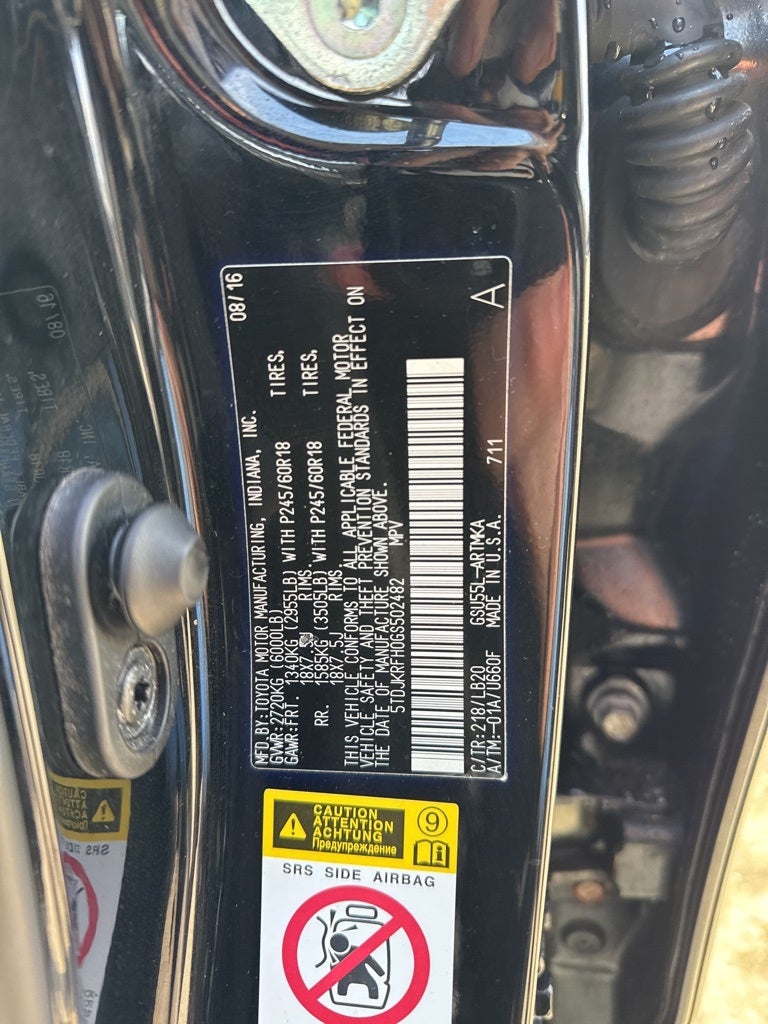 MFD.BY:TOYOTA MOTOR MANUFACTURING, INDIANA, INC. 08/16
GVWR:2720KG(6000LB)
GAWR:FRT. 1340KG (2955LB) WITH P245/60R18 TIRES,
18X7.5J RIMS,
RR. 1595KG (3505LB) WITH P245/60R18 TIRES,
18X7.5J RIMS
THIS VEHICLE CONFORMS TO ALL APPLICABLE FEDERAL MOTOR
VEHICLE SAFETY AND THEFT PREVENTION STANDARDS IN EFFECT ON
THE DATE OF MANUFACTURE SHOWN ABOVE.
5TDJKRFH0GS502482 MPV
C/TR:218/LB20 GSU55L-ARTMKA
A/TM:-01A/U660F MADE IN U.S.A. 711 A
CAUTION
ATTENTION
ACHTUNG
Предупреждение
9
i
SRS SIDE AIRBAG